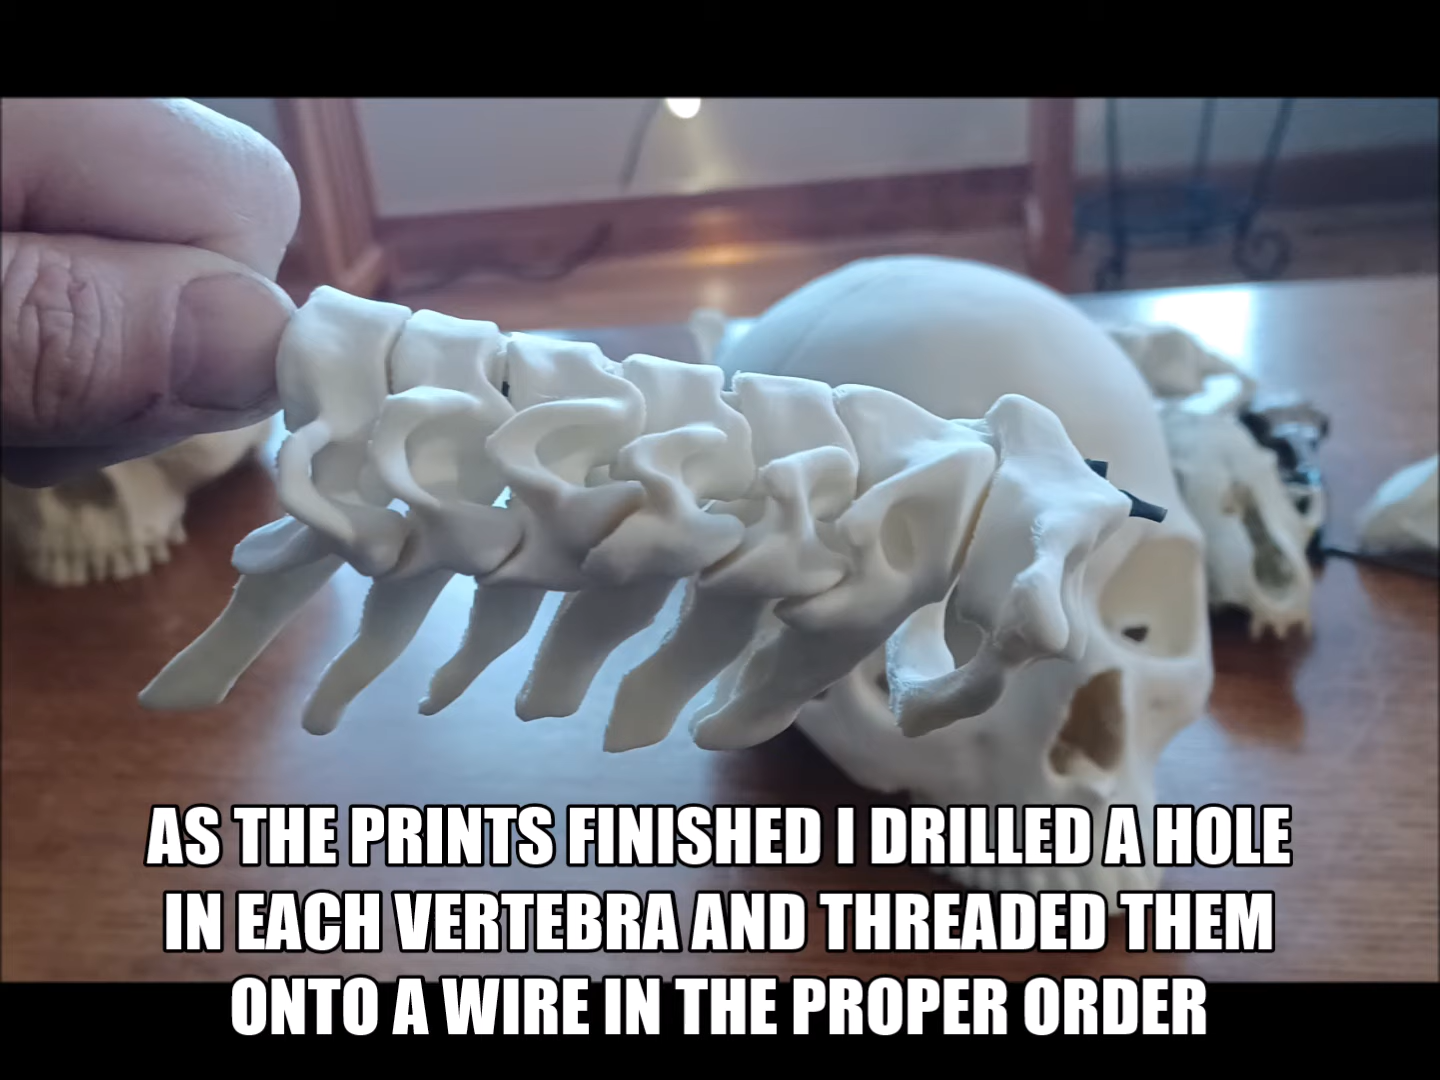 AS THE PRINTS FINISHED I DRILLED A HOLE
IN EACH VERTEBRA AND THREADED THEM
ONTO A WIRE IN THE PROPER ORDER